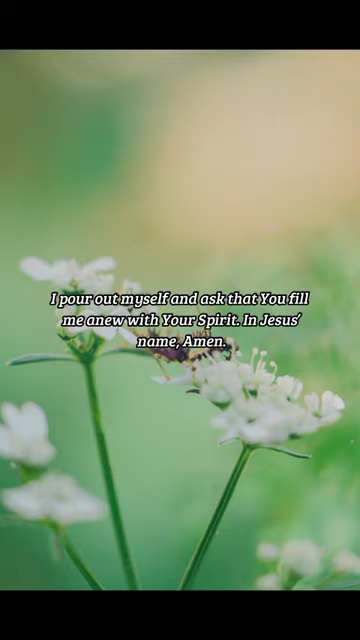 I pour out myself and ask that You fill
me anew with Your Spirit. In Jesus'
name, Amen.